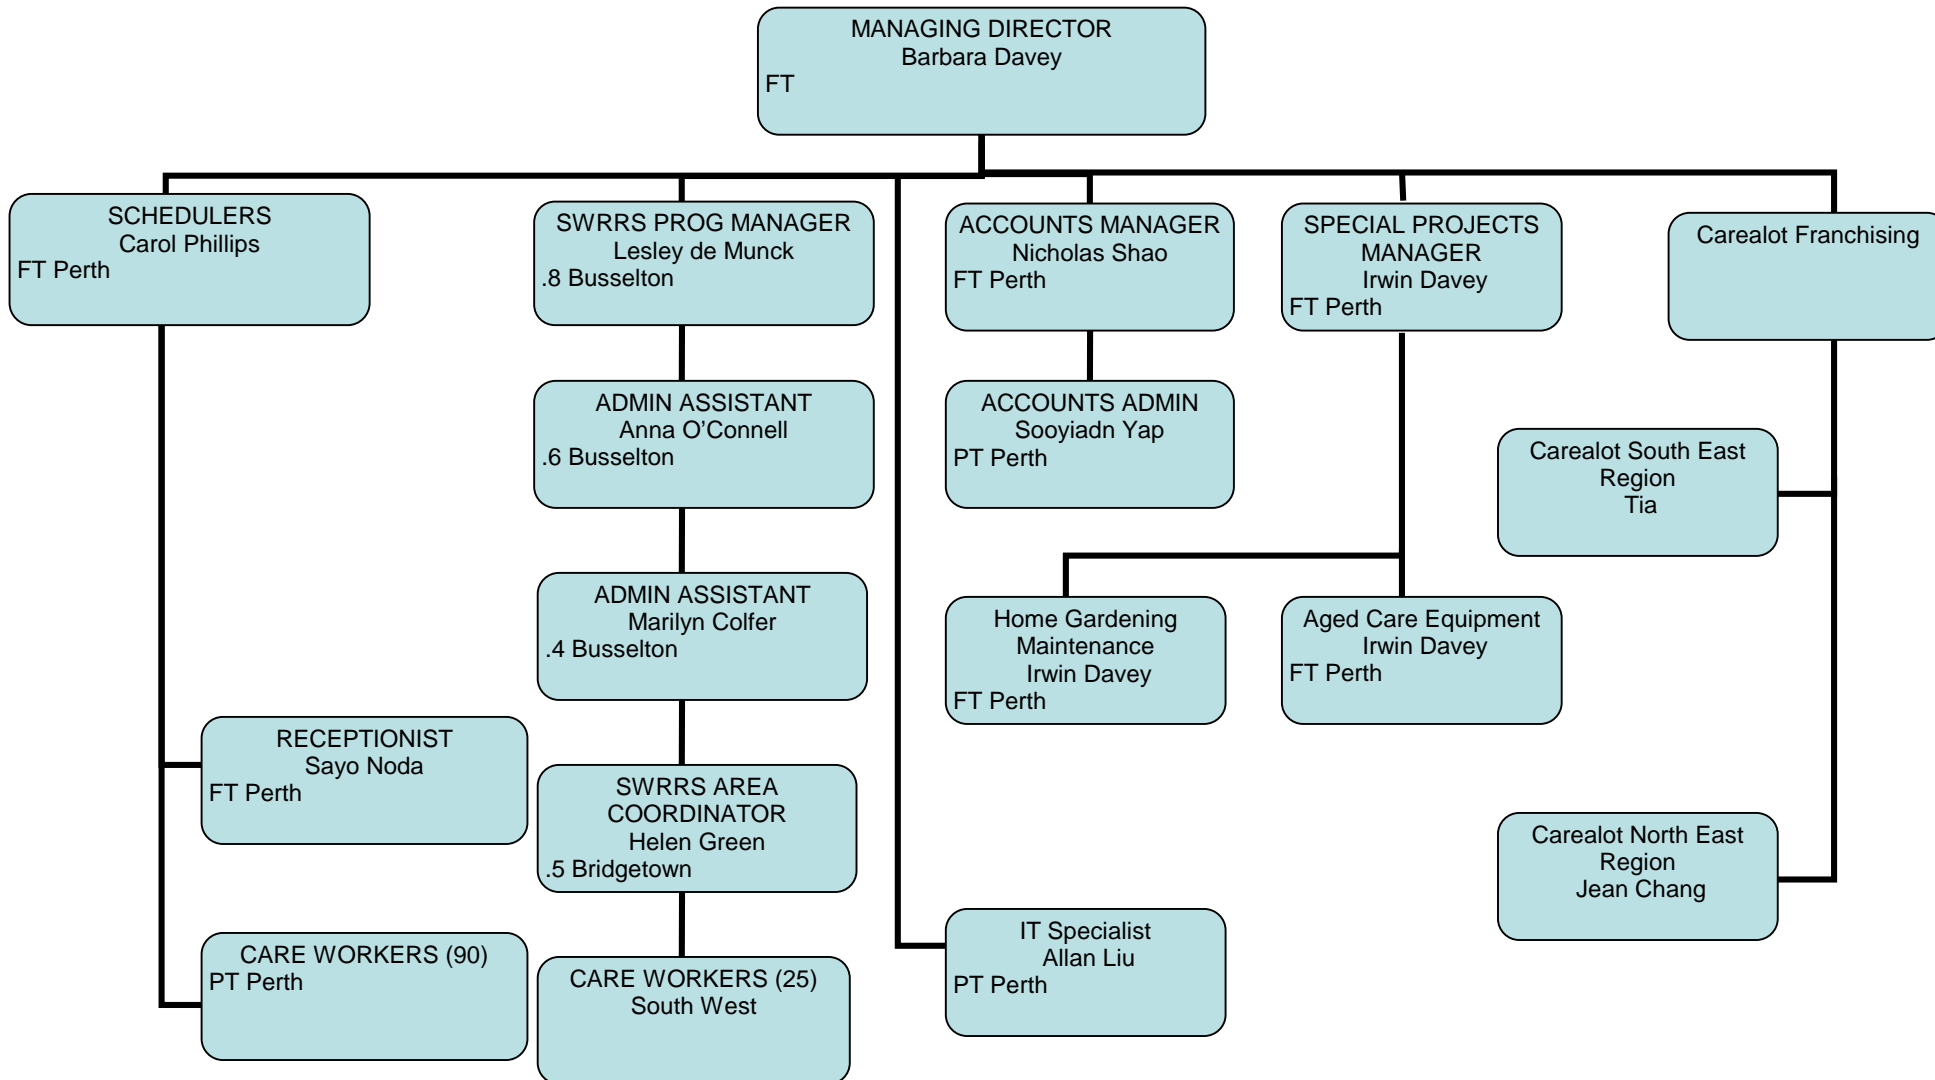 MANAGING DIRECTOR
Barbara Davey
FT
SCHEDULERS
Carol Phillips
FT Perth
SWRRS PROG MANAGER
Lesley de Munck
.8 Busselton
ACCOUNTS MANAGER
Nicholas Shao
FT Perth
SPECIAL PROJECTS
MANAGER
Irwin Davey
FT Perth
Carealot Franchising
ADMIN ASSISTANT
Anna O’Connell
.6 Busselton
ACCOUNTS ADMIN
Sooyiadn Yap
PT Perth
Carealot South East
Region
Tia
ADMIN ASSISTANT
Marilyn Colfer
.4 Busselton
Home Gardening
Maintenance
Irwin Davey
FT Perth
Aged Care Equipment
Irwin Davey
FT Perth
RECEPTIONIST
Sayo Noda
FT Perth
SWRRS AREA
COORDINATOR
Helen Green
.5 Bridgetown
Carealot North East
Region
Jean Chang
CARE WORKERS (90)
PT Perth
CARE WORKERS (25)
South West
IT Specialist
Allan Liu
PT Perth